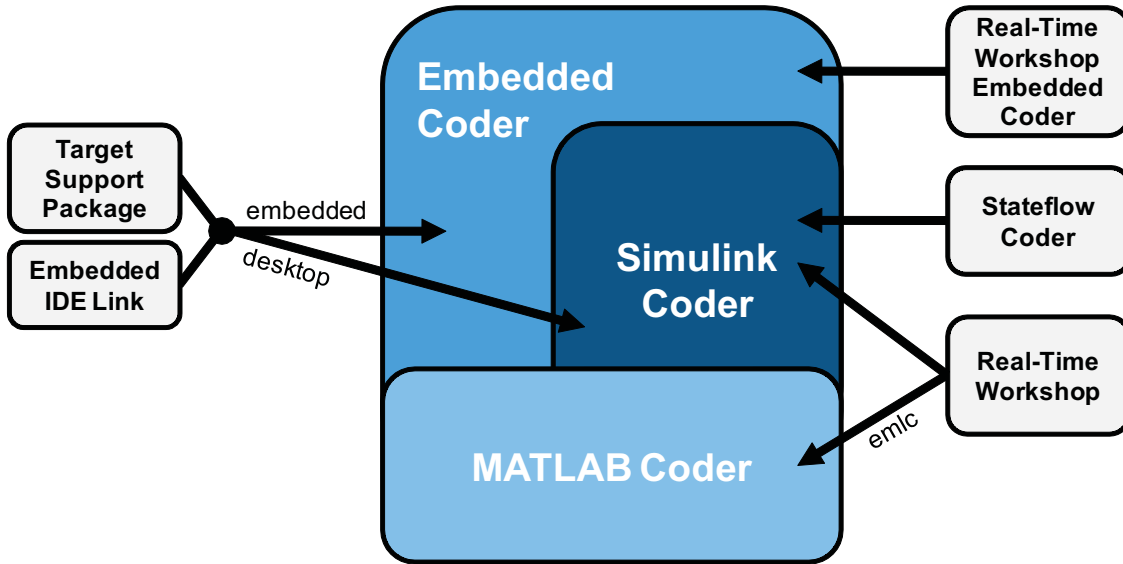 Embedded
Coder
Real-Time
Workshop
Embedded
Coder
Target
Support
Package
embedded
desktop
Embedded
IDE Link
Simulink
Coder
Stateflow
Coder
Real-Time
Workshop
emlc
MATLAB Coder